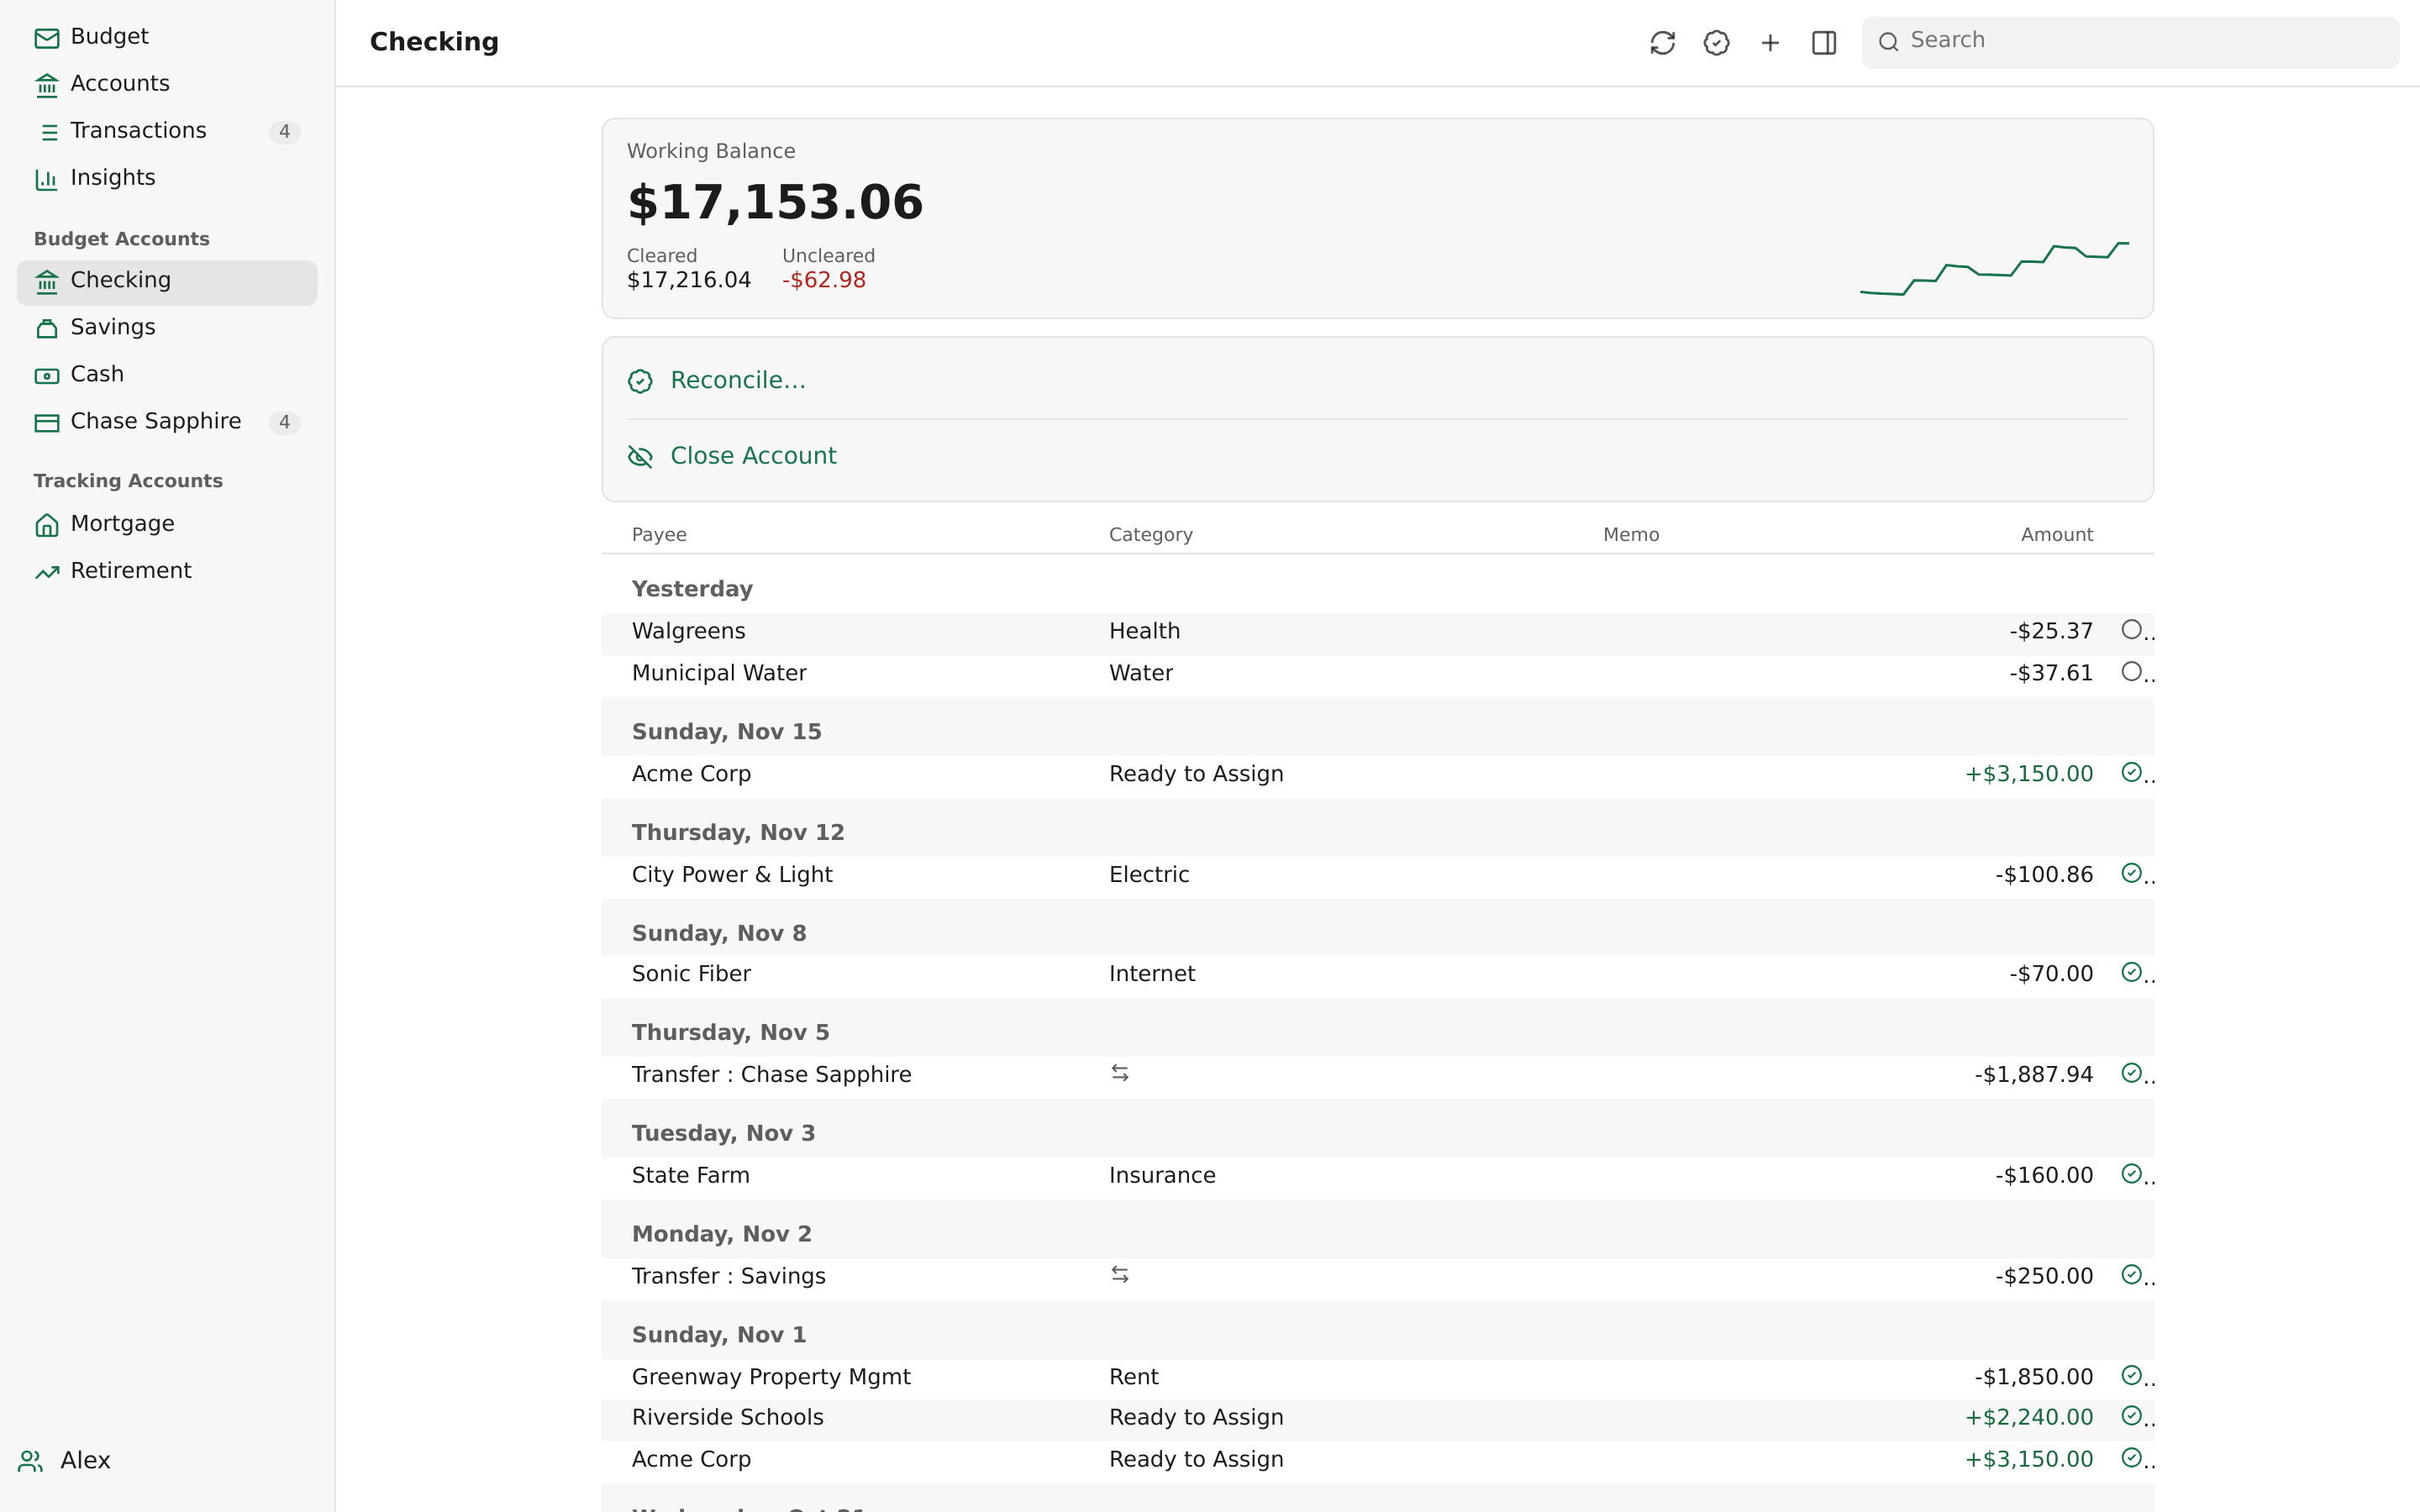 Budget
Accounts
Transactions 4
Insights
Budget Accounts
Checking
Savings
Cash
Chase Sapphire 4
Tracking Accounts
Mortgage
Retirement
Alex
Checking
Search
Working Balance
$17,153.06
Cleared Uncleared
$17,216.04 -$62.98
Reconcile...
Close Account
Payee Category Memo Amount
Yesterday
Walgreens Health -$25.37 ..
Municipal Water Water -$37.61 ..
Sunday, Nov 15
Acme Corp Ready to Assign +$3,150.00 ..
Thursday, Nov 12
City Power & Light Electric -$100.86 ..
Sunday, Nov 8
Sonic Fiber Internet -$70.00 ..
Thursday, Nov 5
Transfer : Chase Sapphire -$1,887.94 ..
Tuesday, Nov 3
State Farm Insurance -$160.00 ..
Monday, Nov 2
Transfer : Savings -$250.00 ..
Sunday, Nov 1
Greenway Property Mgmt Rent -$1,850.00 ..
Riverside Schools Ready to Assign +$2,240.00 ..
Acme Corp Ready to Assign +$3,150.00 ..